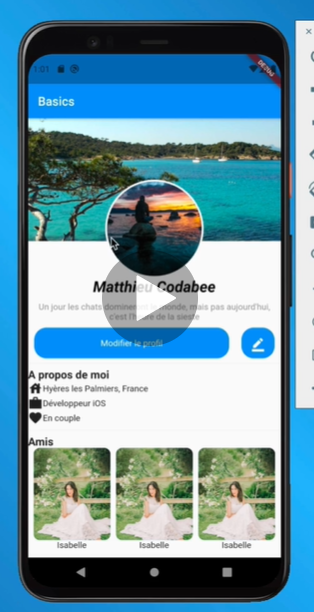 1:01
DEBUG
Basics
Matthieu Codabee
Un jour les chats domineront le monde, mais pas aujourd'hui,
c'est l'heure de la sieste
Modifier le profil
A propos de moi
Hyères les Palmiers, France
Développeur iOS
En couple
Amis
Isabelle Isabelle Isabelle